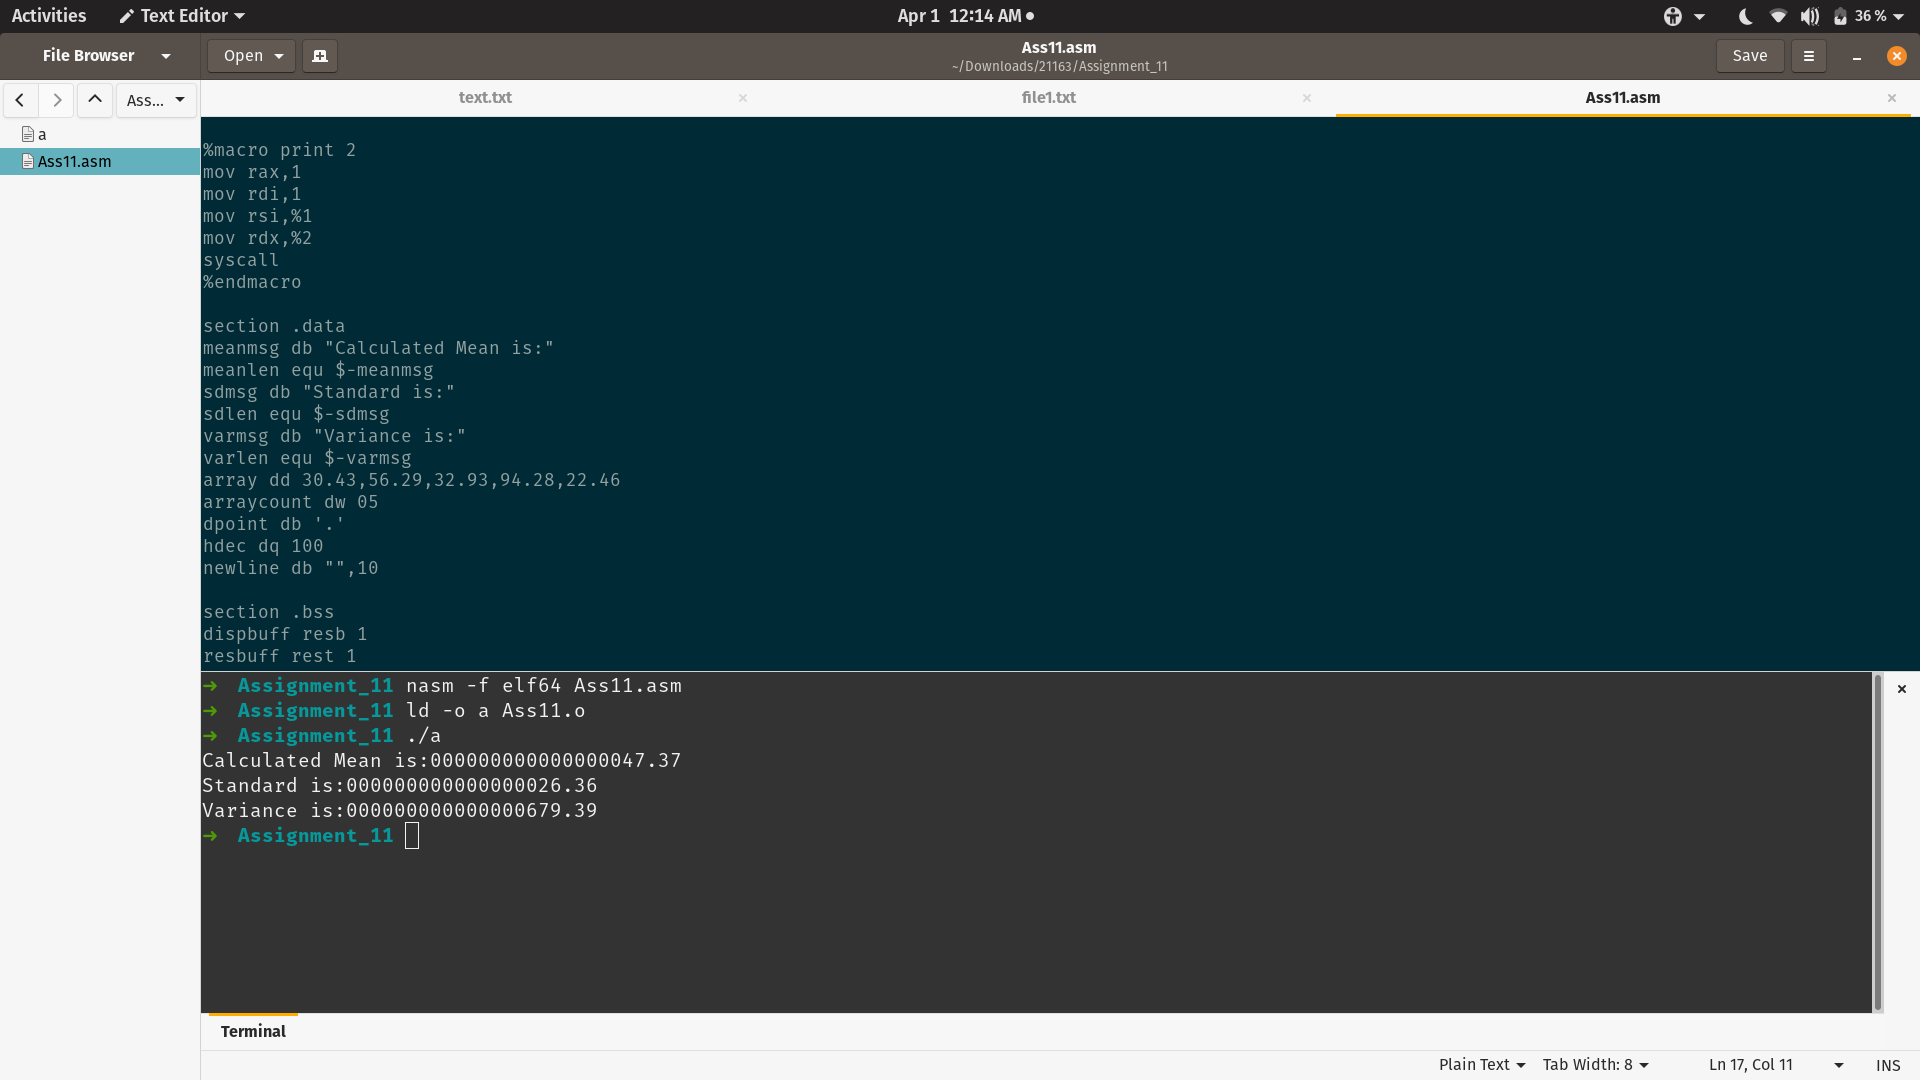 Activities Text Editor Apr 1 12:14 AM 36 %
File Browser Open Ass11.asm Save
~/Downloads/21163/Assignment_11
Ass... text.txt file1.txt Ass11.asm
a
Ass11.asm
%macro print 2
mov rax,1
mov rdi,1
mov rsi,%1
mov rdx,%2
syscall
%endmacro
section .data
meanmsg db "Calculated Mean is:"
meanlen equ $-meanmsg
sdmsg db "Standard is:"
sdlen equ $-sdmsg
varmsg db "Variance is:"
varlen equ $-varmsg
array dd 30.43,56.29,32.93,94.28,22.46
arraycount dw 05
dpoint db '.'
hdec dq 100
newline db "",10
section .bss
dispbuff resb 1
resbuff rest 1
→ Assignment_11 nasm -f elf64 Ass11.asm
→ Assignment_11 ld -o a Ass11.o
→ Assignment_11 ./a
Calculated Mean is:000000000000000047.37
Standard is:000000000000000026.36
Variance is:000000000000000679.39
→ Assignment_11
Terminal
Plain Text Tab Width: 8 Ln 17, Col 11 INS